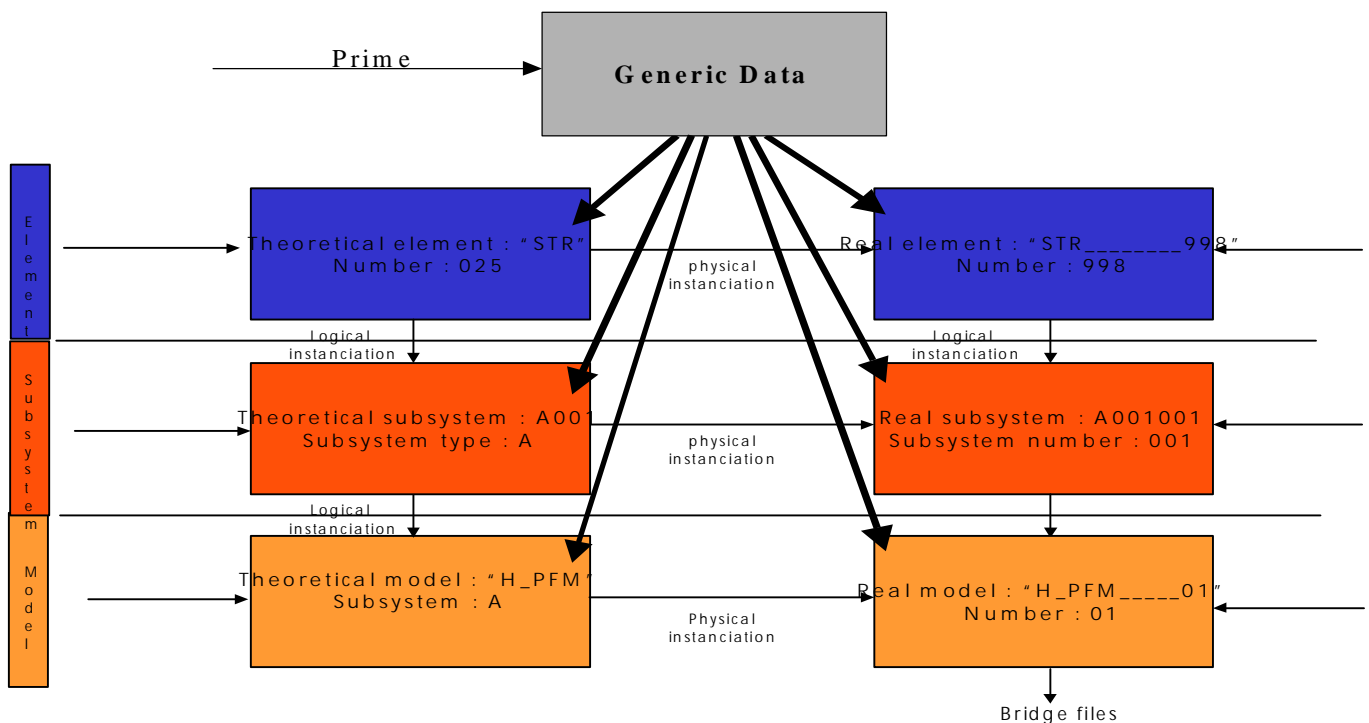 Prime
Generic Data
Element
Theoretical element : “STR”
Number : 025
physical
instanciation
Real element : “STR________998”
Number : 998
Logical
instanciation
Logical
instanciation
Subsystem
Theoretical subsystem : A001
Subsystem type : A
physical
instanciation
Real subsystem : A001001
Subsystem number : 001
Logical
instanciation
Model
Theoretical model : “H_PFM”
Subsystem : A
Physical
instanciation
Real model : “H_PFM_____01”
Number : 01
Bridge files